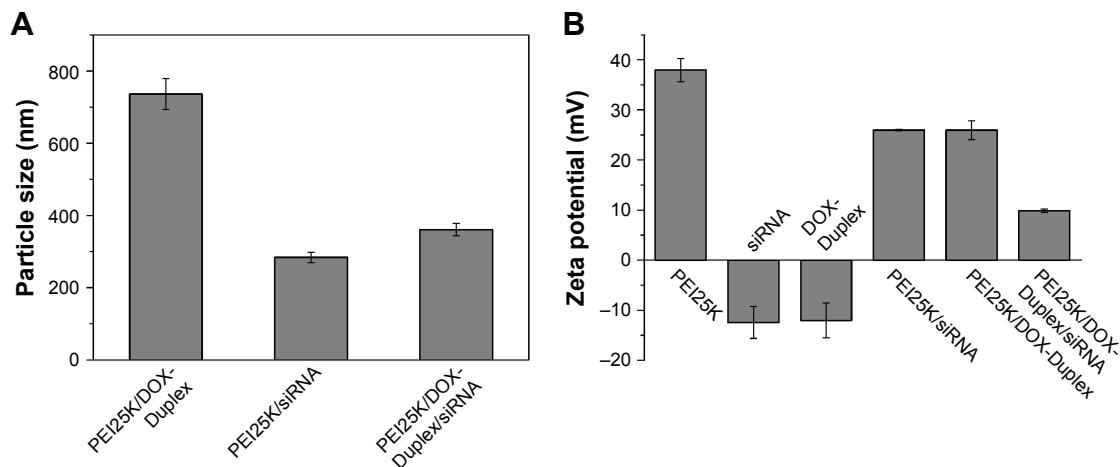 A
Particle size (nm)
800
600
400
200
0
PEI25K/DOX-
Duplex
PEI25K/siRNA
PEI25K/DOX-
Duplex/siRNA
B
Zeta potential (mV)
40
30
20
10
0
–10
–20
PEI25K
siRNA
DOX-
Duplex
PEI25K/siRNA
PEI25K/DOX-Duplex
PEI25K/DOX-
Duplex/siRNA